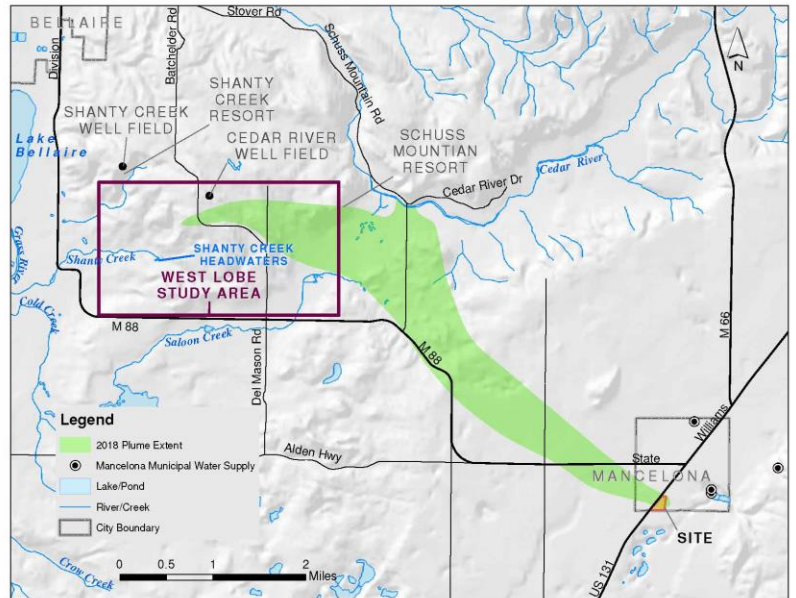 BELLAIRE
Division
Batchelder Rd
Stover Rd
Schuss Mountain Rd
N
SHANTY
CREEK
RESORT
SHANTY CREEK
WELL FIELD
CEDAR RIVER
WELL FIELD
SCHUSS
MOUNTIAN
RESORT
Lake
Bellaire
Cedar River
Cedar River Dr
Grass River
Shanty Creek
SHANTY CREEK
HEADWATERS
WEST LOBE
STUDY AREA
Cold Creek
M 88
Saloon Creek
Del Mason Rd
M 88
M 66
Williams
Legend
2018 Plume Extent
Mancelona Municipal Water Supply
Lake/Pond
River/Creek
City Boundary
Alden Hwy
State
MANCELONA
SITE
US 131
Crow Creek
0 0.5 1 2
Miles